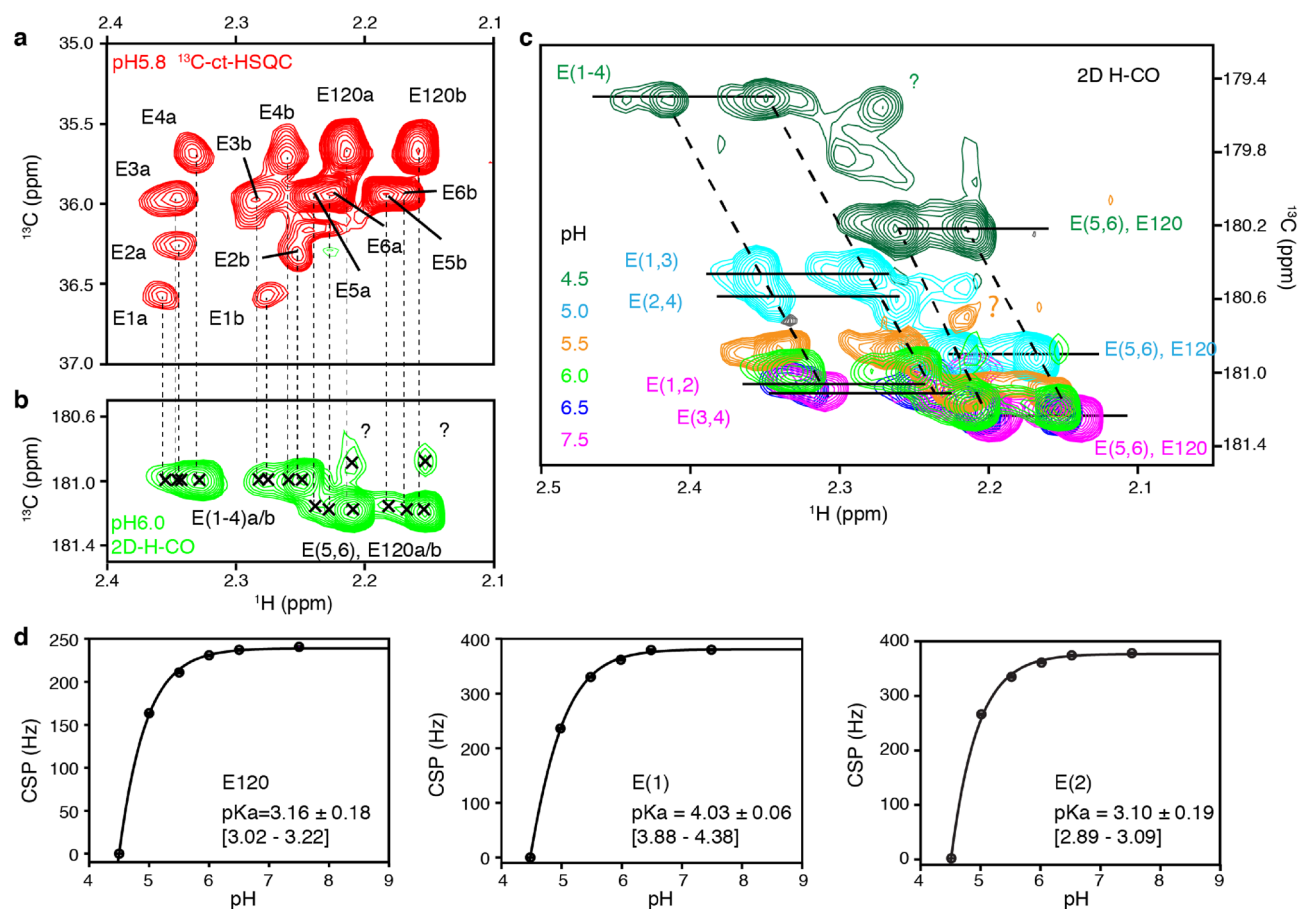 a
2.4 2.3 2.2 2.1
35.0
35.5
36.0
36.5
37.0
¹³C (ppm)
pH5.8 ¹³C-ct-HSQC
E4a
E3b
E4b
E120a
E120b
E3a
E2a
E1a
E2b
E1b
E6a
E5a
E6b
E5b
b
180.6
181.0
181.4
¹³C (ppm)
? ?
E(1-4)a/b
pH6.0
2D-H-CO
E(5,6), E120a/b
2.4 2.3 2.2 2.1
¹H (ppm)
c
E(1-4)
?
2D H-CO
179.4
179.8
180.2
180.6
181.0
181.4
¹³C (ppm)
E(5,6), E120
E(1,3)
E(2,4)
?
E(5,6), E120
E(1,2)
E(3,4)
E(5,6), E120
pH
4.5
5.0
5.5
6.0
6.5
7.5
2.5 2.4 2.3 2.2 2.1
¹H (ppm)
d
250
200
150
100
50
0
CSP (Hz)
E120
pKa=3.16 ± 0.18
[3.02 - 3.22]
4 5 6 7 8 9
pH
400
300
200
100
0
CSP (Hz)
E(1)
pKa = 4.03 ± 0.06
[3.88 - 4.38]
4 5 6 7 8 9
pH
400
300
200
100
0
CSP (Hz)
E(2)
pKa = 3.10 ± 0.19
[2.89 - 3.09]
4 5 6 7 8 9
pH